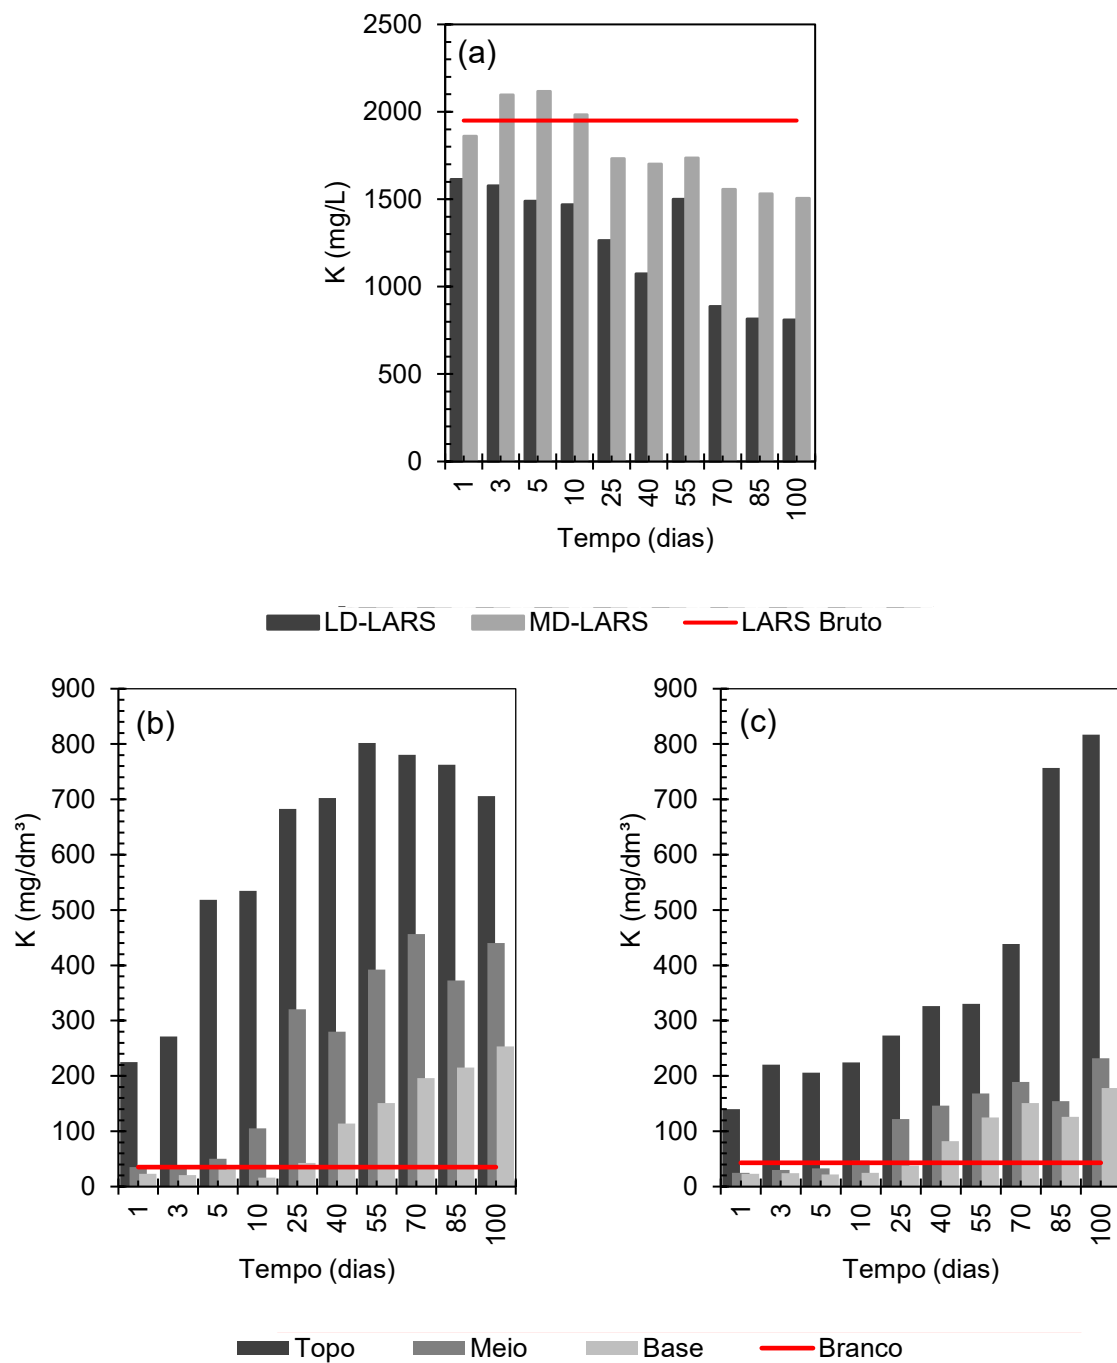 (a)
K (mg/L)
2500
2000
1500
1000
500
0
1 3 5 10 25 40 55 70 85 100
Tempo (dias)
LD-LARS MD-LARS LARS Bruto
(b)
K (mg/dm³)
900
800
700
600
500
400
300
200
100
0
1 3 5 10 25 40 55 70 85 100
Tempo (dias)
(c)
K (mg/dm³)
900
800
700
600
500
400
300
200
100
0
1 3 5 10 25 40 55 70 85 100
Tempo (dias)
Topo Meio Base Branco